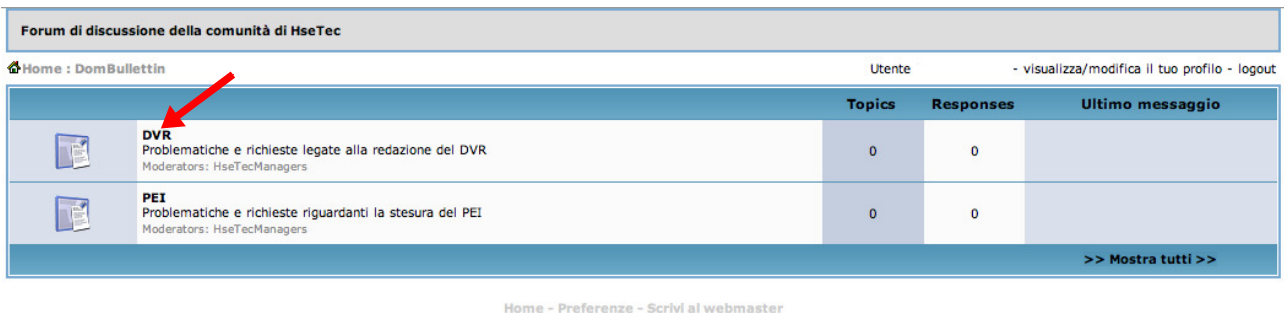 Forum di discussione della comunità di HseTec
Home : DomBullettin
Utente - visualizza/modifica il tuo profilo - logout
Topics Responses Ultimo messaggio
DVR
Problematiche e richieste legate alla redazione del DVR
Moderators: HseTecManagers
0 0
PEI
Problematiche e richieste riguardanti la stesura del PEI
Moderators: HseTecManagers
0 0
>> Mostra tutti >>
Home - Preferenze - Scrivi al webmaster